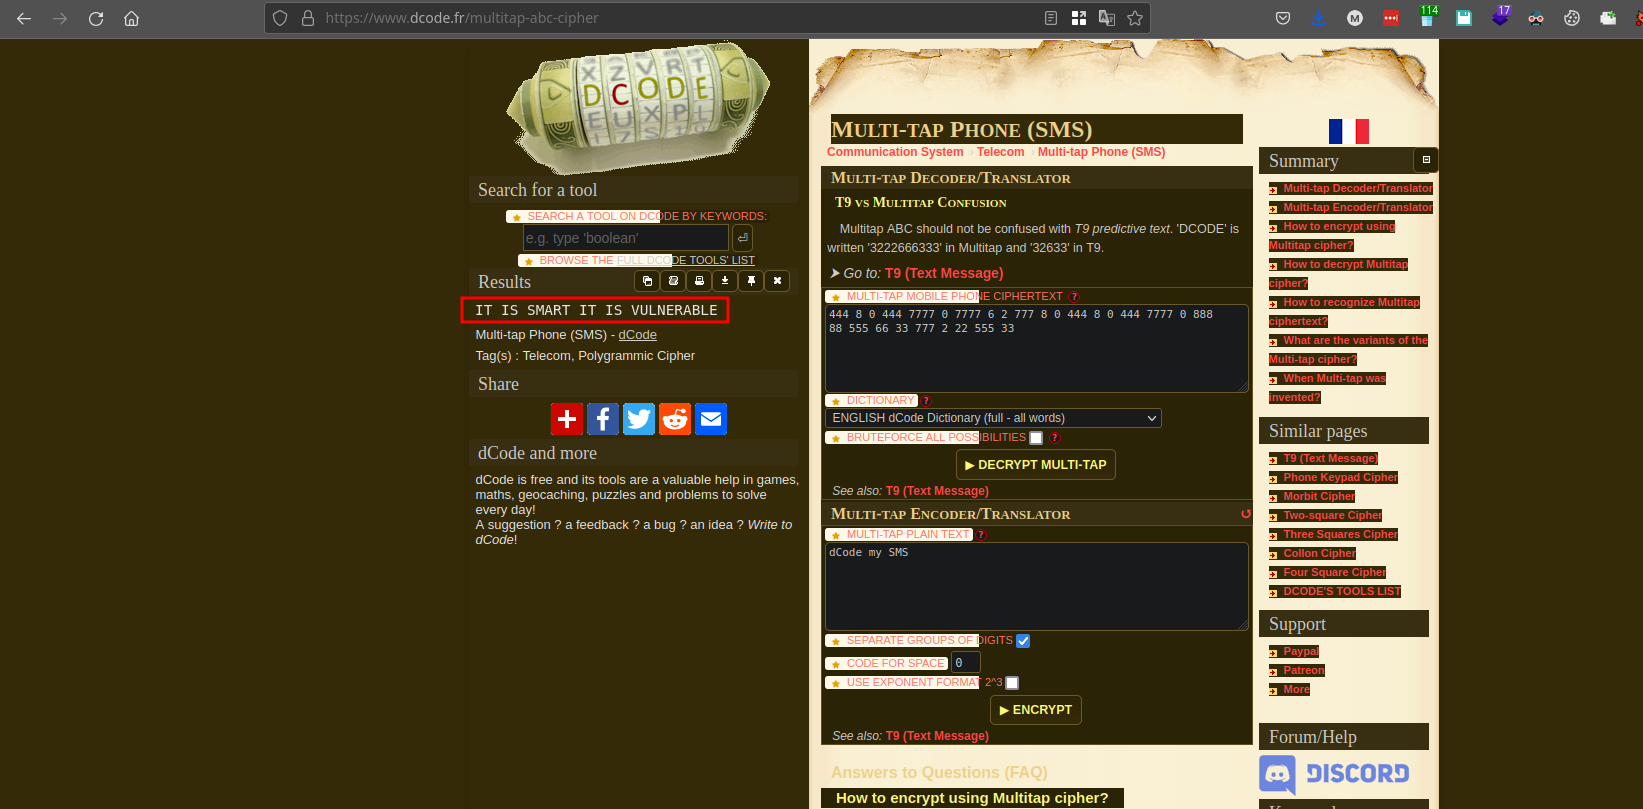 https://www.dcode.fr/multitap-abc-cipher
114
17
M
X Z V R T
D C O D E
E U X P L
Search for a tool
SEARCH A TOOL ON DCODE BY KEYWORDS:
e.g. type 'boolean'
BROWSE THE FULL DCODE TOOLS' LIST
Results
IT IS SMART IT IS VULNERABLE
Multi-tap Phone (SMS) - dCode
Tag(s) : Telecom, Polygrammic Cipher
Share
dCode and more
dCode is free and its tools are a valuable help in games,
maths, geocaching, puzzles and problems to solve
every day!
A suggestion ? a feedback ? a bug ? an idea ? Write to
dCode!
MULTI-TAP PHONE (SMS)
Communication System › Telecom › Multi-tap Phone (SMS)
MULTI-TAP DECODER/TRANSLATOR
T9 VS MULTITAP CONFUSION
Multitap ABC should not be confused with T9 predictive text. 'DCODE' is
written '3222666333' in Multitap and '32633' in T9.
➤ Go to: T9 (Text Message)
MULTI-TAP MOBILE PHONE CIPHERTEXT ?
444 8 0 444 7777 0 7777 6 2 777 8 0 444 8 0 444 7777 0 888
88 555 66 33 777 2 22 555 33
DICTIONARY ?
ENGLISH dCode Dictionary (full - all words)
BRUTEFORCE ALL POSSIBILITIES ?
▶ DECRYPT MULTI-TAP
See also: T9 (Text Message)
MULTI-TAP ENCODER/TRANSLATOR
MULTI-TAP PLAIN TEXT ?
dCode my SMS
SEPARATE GROUPS OF DIGITS
CODE FOR SPACE 0
USE EXPONENT FORMAT 2^3
▶ ENCRYPT
See also: T9 (Text Message)
Answers to Questions (FAQ)
How to encrypt using Multitap cipher?
Summary
Multi-tap Decoder/Translator
Multi-tap Encoder/Translator
How to encrypt using
Multitap cipher?
How to decrypt Multitap
cipher?
How to recognize Multitap
ciphertext?
What are the variants of the
Multi-tap cipher?
When Multi-tap was
invented?
Similar pages
T9 (Text Message)
Phone Keypad Cipher
Morbit Cipher
Two-square Cipher
Three Squares Cipher
Collon Cipher
Four Square Cipher
DCODE'S TOOLS LIST
Support
Paypal
Patreon
More
Forum/Help
DISCORD